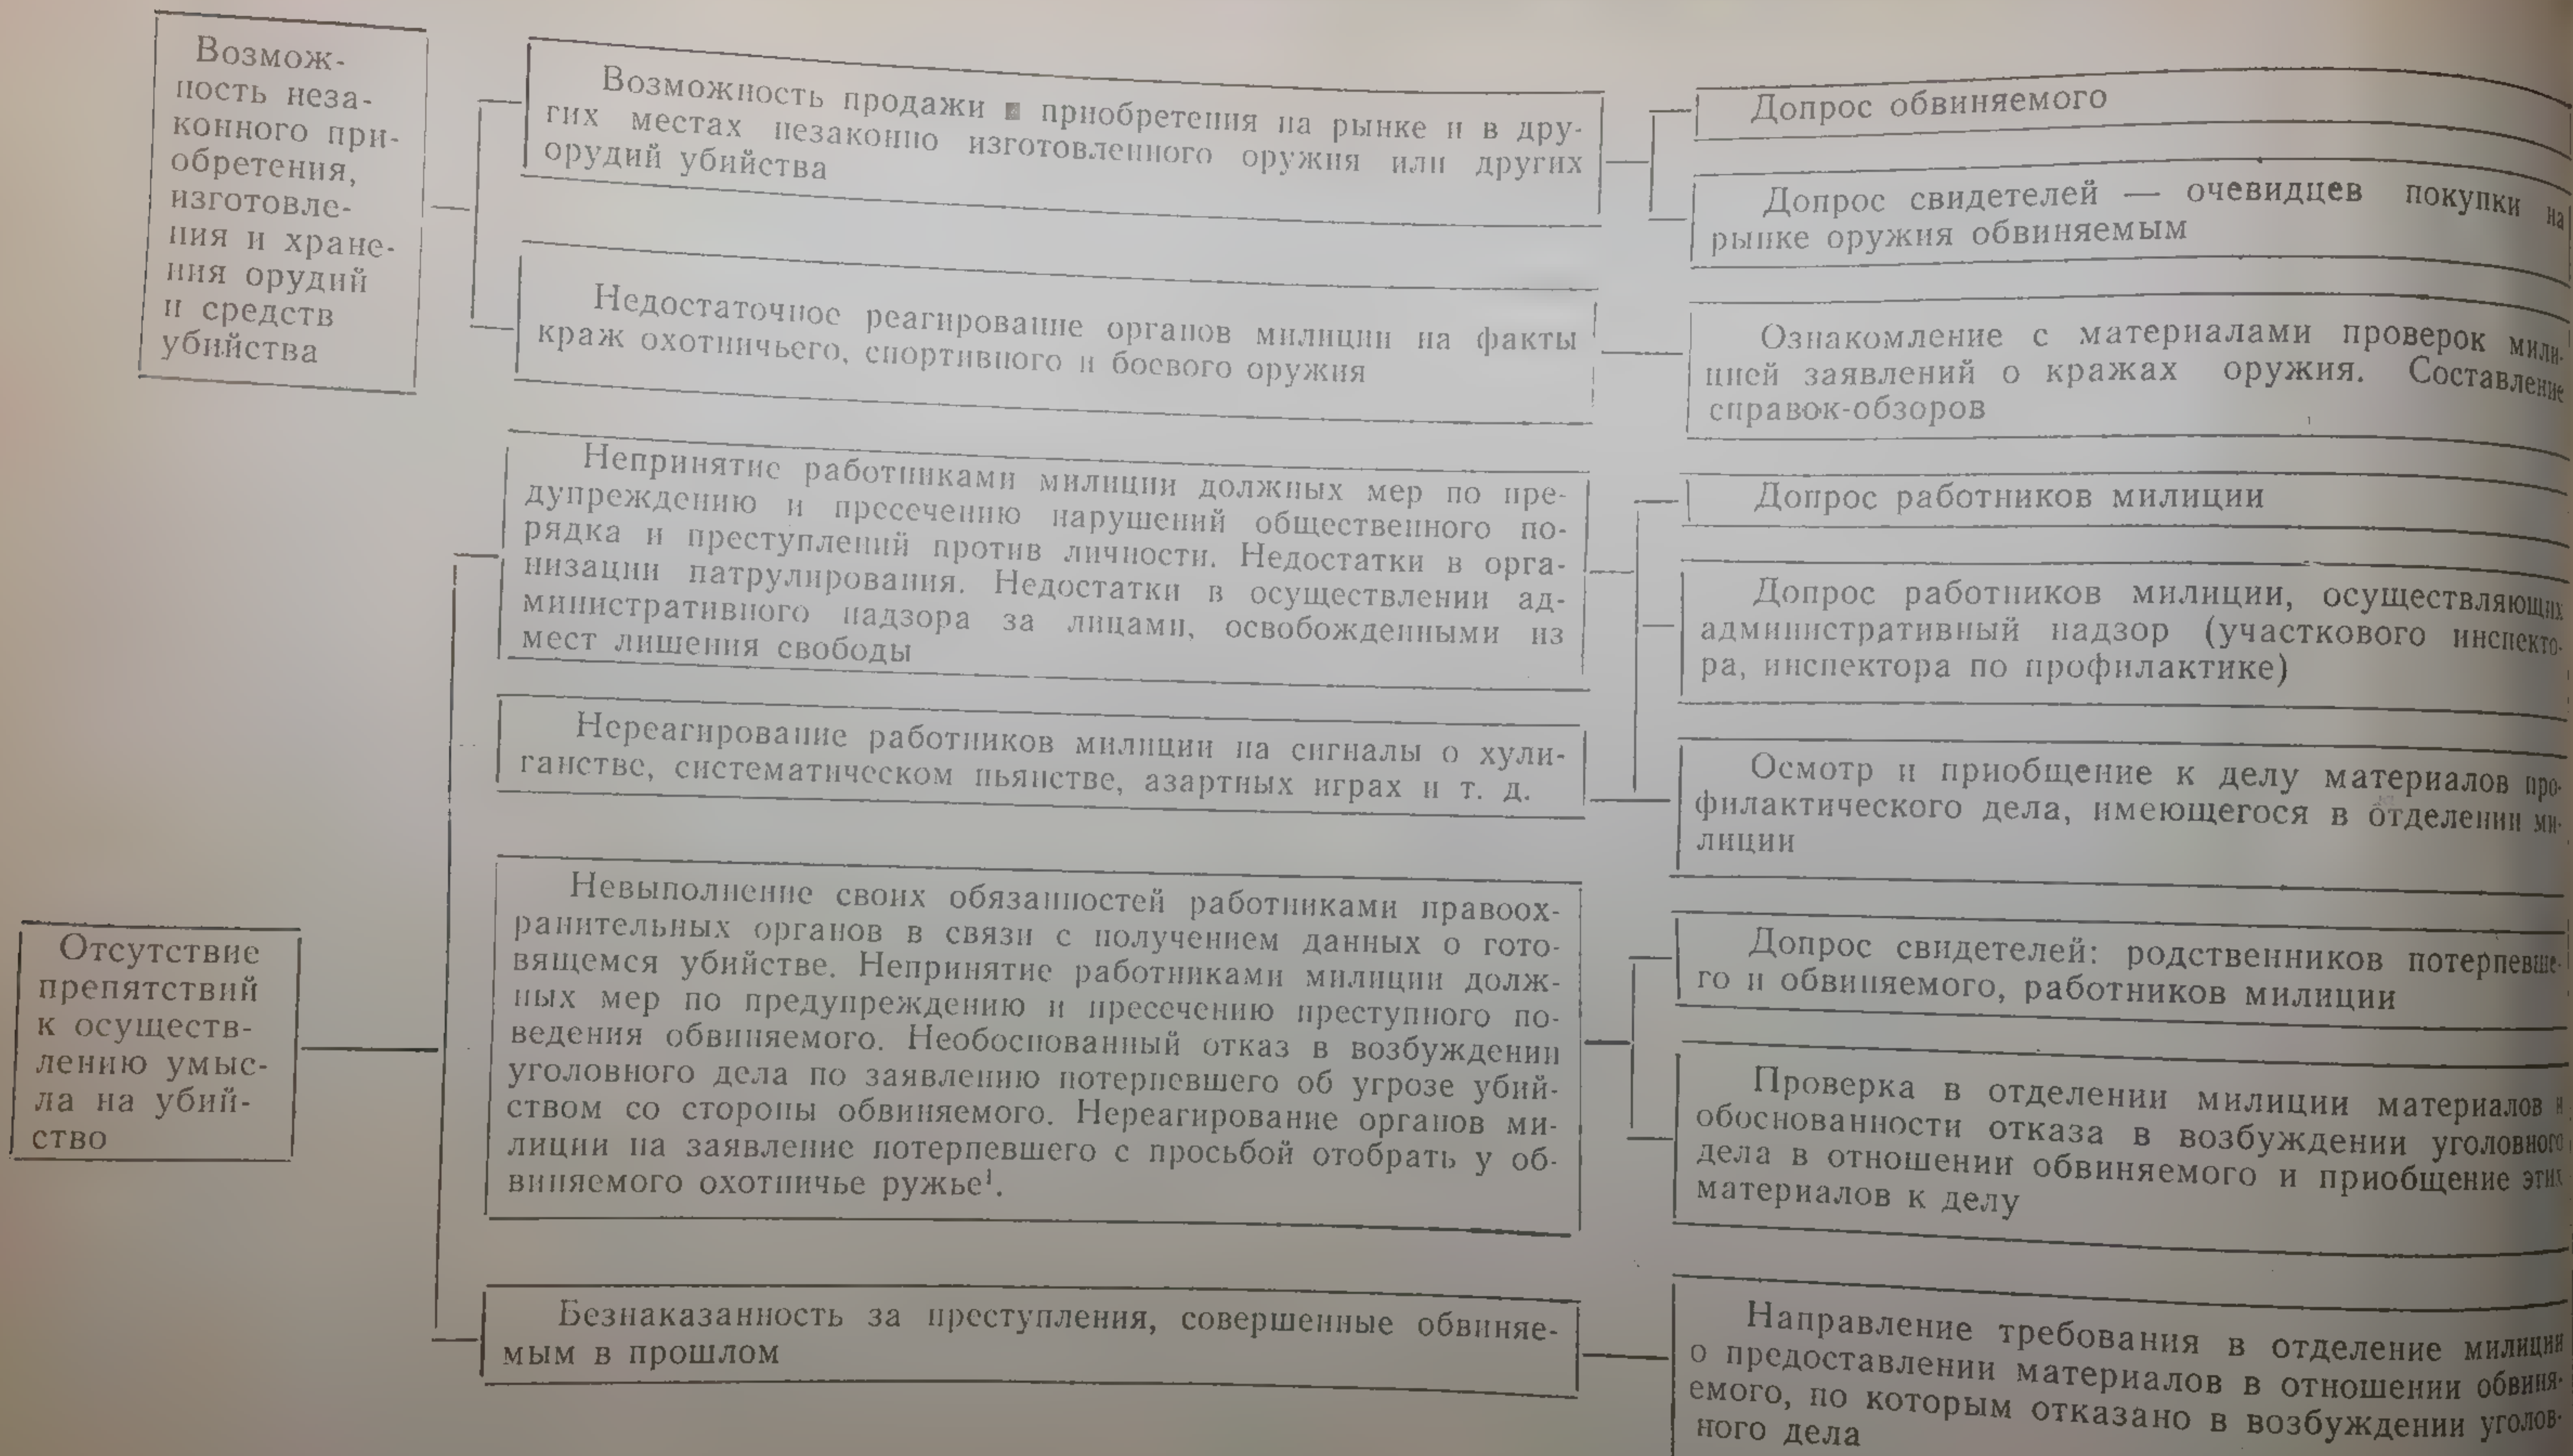 Возмож-
ность неза-
конного при-
обретения,
изготовле-
ния и хране-
ния орудий
и средств
убийства
Возможность продажи и приобретения на рынке и в дру-
гих местах незаконно изготовленного оружия или других
орудий убийства
Допрос обвиняемого
Допрос свидетелей — очевидцев покупки на
рынке оружия обвиняемым
Недостаточное реагирование органов милиции на факты
краж охотничьего, спортивного и боевого оружия
Ознакомление с материалами проверок мили-
цией заявлений о кражах оружия. Составление
справок-обзоров
Отсутствие
препятствий
к осуществ-
лению умыс-
ла на убий-
ство
Непринятие работниками милиции должных мер по пре-
дупреждению и пресечению нарушений общественного по-
рядка и преступлений против личности. Недостатки в орга-
низации патрулирования. Недостатки в осуществлении ад-
министративного надзора за лицами, освобожденными из
мест лишения свободы
Нереагирование работников милиции на сигналы о хули-
ганстве, систематическом пьянстве, азартных играх и т. д.
Допрос работников милиции
Допрос работников милиции, осуществляющих
административный надзор (участкового инспекто-
ра, инспектора по профилактике)
Осмотр и приобщение к делу материалов про-
филактического дела, имеющегося в отделении ми-
лиции
Невыполнение своих обязанностей работниками правоох-
ранительных органов в связи с получением данных о гото-
вящемся убийстве. Непринятие работниками милиции долж-
ных мер по предупреждению и пресечению преступного по-
ведения обвиняемого. Необоснованный отказ в возбуждении
уголовного дела по заявлению потерпевшего об угрозе убий-
ством со стороны обвиняемого. Нереагирование органов ми-
лиции на заявление потерпевшего с просьбой отобрать у об-
виняемого охотничье ружье¹.
Допрос свидетелей: родственников потерпевше-
го и обвиняемого, работников милиции
Проверка в отделении милиции материалов и
обоснованности отказа в возбуждении уголовного
дела в отношении обвиняемого и приобщение этих
материалов к делу
Безнаказанность за преступления, совершенные обвиняе-
мым в прошлом
Направление требования в отделение милиции
о предоставлении материалов в отношении обвиня-
емого, по которым отказано в возбуждении уголов-
ного дела